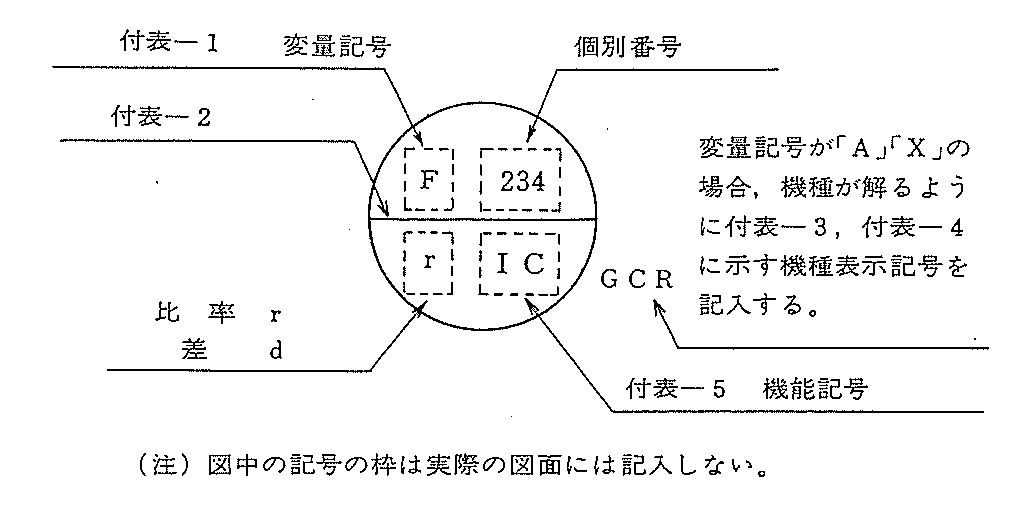 付表－1　変量記号
個別番号
付表－2
F
234
変量記号が「A」「X」の
場合，機種が解るよう
に付表－3，付表－4
に示す機種表示記号を
記入する。
r
I C
G C R
比　率　r
差　d
付表－5　機能記号
（注）図中の記号の枠は実際の図面には記入しない。